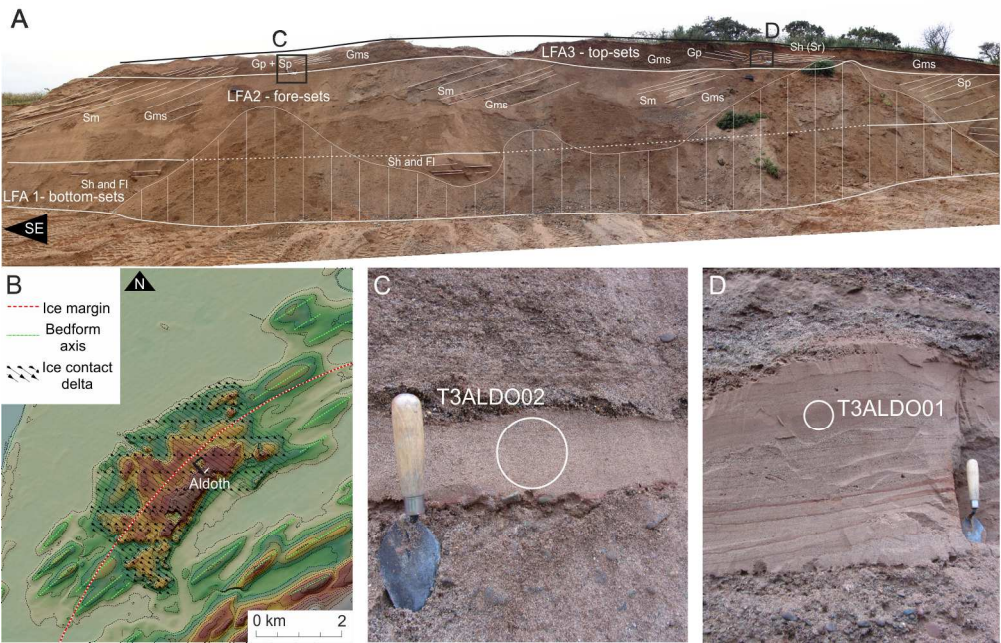 A
C
D
Gp + Sp
Gms
LFA3 - top-sets
Gp
Sh (Sr)
Gms
LFA2 - fore-sets
Sm
Gms
Sm
Gms
Sm
Gms
Sp
Sh and Fl
Sh and Fl
LFA 1- bottom-sets
SE
B
Ice margin
Bedform
axis
Ice contact
delta
N
Aldoth
0 km 2
C
T3ALDO02
D
T3ALDO01